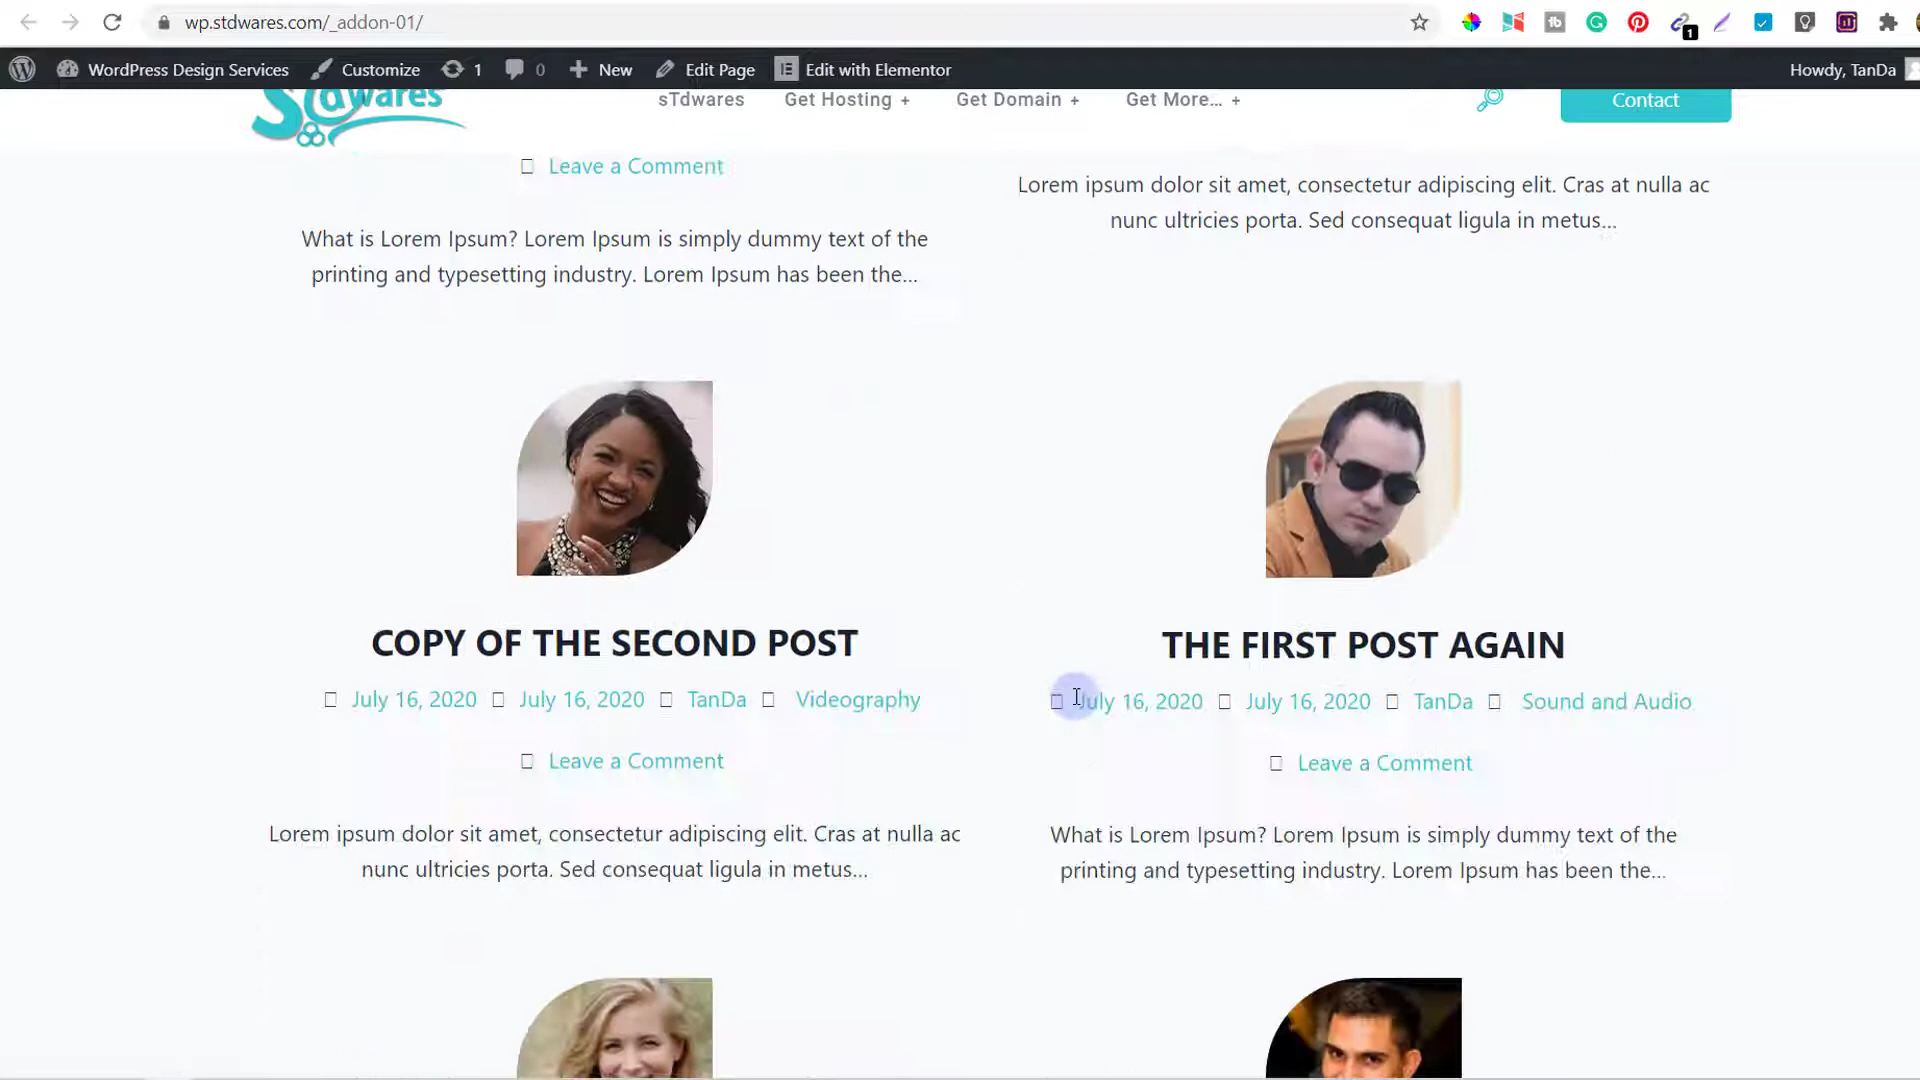 wp.stdwares.com/_addon-01/
1
WordPress Design Services Customize 1 0 New Edit Page Edit with Elementor Howdy, TanDa
sTdwares
sTdwares Get Hosting + Get Domain + Get More... + Contact
Leave a Comment
What is Lorem Ipsum? Lorem Ipsum is simply dummy text of the
printing and typesetting industry. Lorem Ipsum has been the...
Lorem ipsum dolor sit amet, consectetur adipiscing elit. Cras at nulla ac
nunc ultricies porta. Sed consequat ligula in metus...
COPY OF THE SECOND POST
July 16, 2020 July 16, 2020 TanDa Videography
Leave a Comment
Lorem ipsum dolor sit amet, consectetur adipiscing elit. Cras at nulla ac
nunc ultricies porta. Sed consequat ligula in metus...
THE FIRST POST AGAIN
July 16, 2020 July 16, 2020 TanDa Sound and Audio
Leave a Comment
What is Lorem Ipsum? Lorem Ipsum is simply dummy text of the
printing and typesetting industry. Lorem Ipsum has been the...